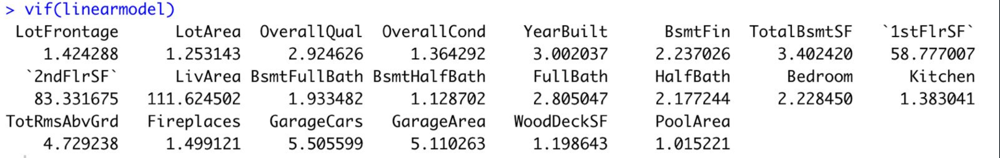 > vif(linearmodel)
LotFrontage LotArea OverallQual OverallCond YearBuilt BsmtFin TotalBsmtSF `1stFlrSF`
1.424288 1.253143 2.924626 1.364292 3.002037 2.237026 3.402420 58.777007
`2ndFlrSF` LivArea BsmtFullBath BsmtHalfBath FullBath HalfBath Bedroom Kitchen
83.331675 111.624502 1.933482 1.128702 2.805047 2.177244 2.228450 1.383041
TotRmsAbvGrd Fireplaces GarageCars GarageArea WoodDeckSF PoolArea
4.729238 1.499121 5.505599 5.110263 1.198643 1.015221